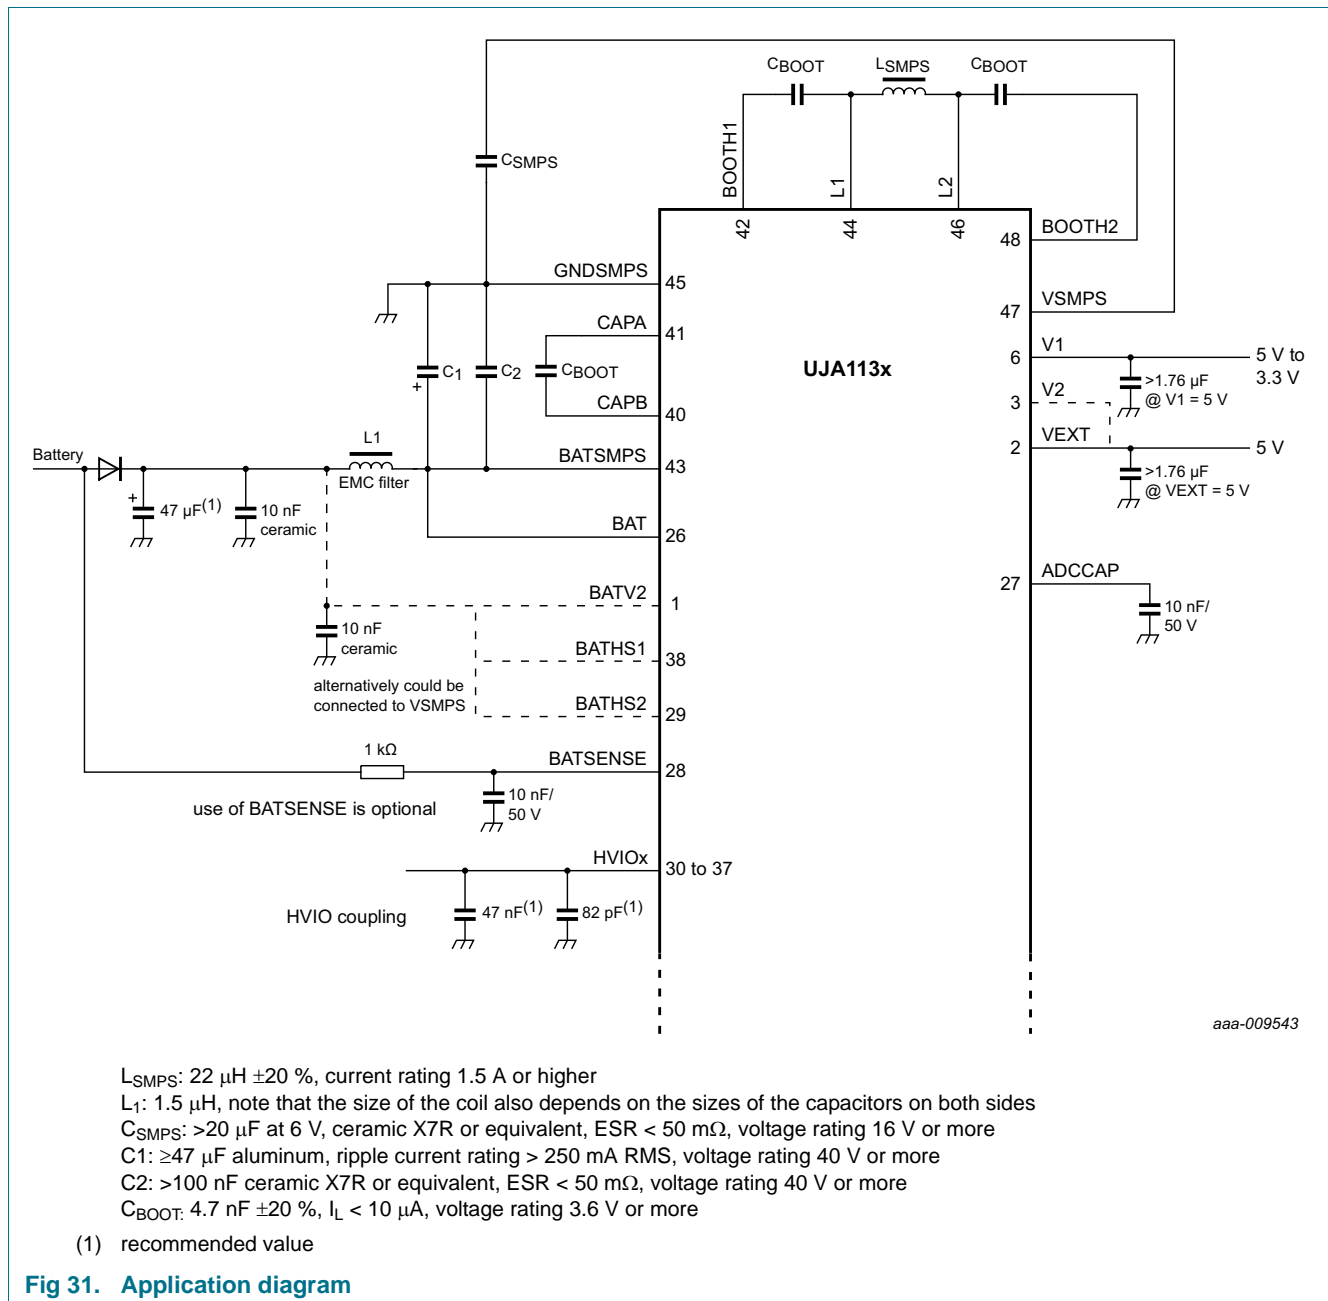 CBOOT
LSMPS
CBOOT
CSMPS
BOOTH1
L1
L2
42
44
46
48
BOOTH2
GNDSMPS
45
47
VSMPS
CAPA
41
6
V1
5 V to
3.3 V
UJA113x
>1.76 µF
@ V1 = 5 V
+
C1
C2
CBOOT
3
V2
CAPB
40
2
VEXT
5 V
L1
Battery
BATSMPS
43
EMC filter
>1.76 µF
@ VEXT = 5 V
+
47 µF(1)
10 nF
ceramic
BAT
26
27
ADCCAP
10 nF/
50 V
BATV2
1
10 nF
ceramic
BATHS1
38
alternatively could be
connected to VSMPS
BATHS2
29
1 kΩ
BATSENSE
28
use of BATSENSE is optional
10 nF/
50 V
HVIOx
30 to 37
HVIO coupling
47 nF(1)
82 pF(1)
aaa-009543
LSMPS: 22 μH ±20 %, current rating 1.5 A or higher
L1: 1.5 μH, note that the size of the coil also depends on the sizes of the capacitors on both sides
CSMPS: >20 μF at 6 V, ceramic X7R or equivalent, ESR < 50 mΩ, voltage rating 16 V or more
C1: ≥47 μF aluminum, ripple current rating > 250 mA RMS, voltage rating 40 V or more
C2: >100 nF ceramic X7R or equivalent, ESR < 50 mΩ, voltage rating 40 V or more
CBOOT: 4.7 nF ±20 %, IL < 10 μA, voltage rating 3.6 V or more
(1) recommended value
Fig 31. Application diagram